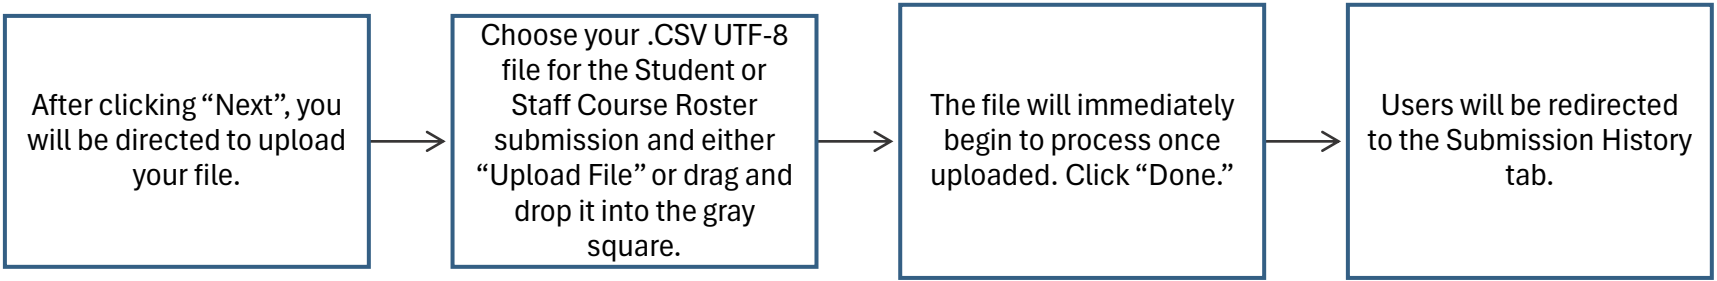 After clicking “Next”, you
will be directed to upload
your file.
Choose your .CSV UTF-8
file for the Student or
Staff Course Roster
submission and either
“Upload File” or drag and
drop it into the gray
square.
The file will immediately
begin to process once
uploaded. Click “Done.”
Users will be redirected
to the Submission History
tab.